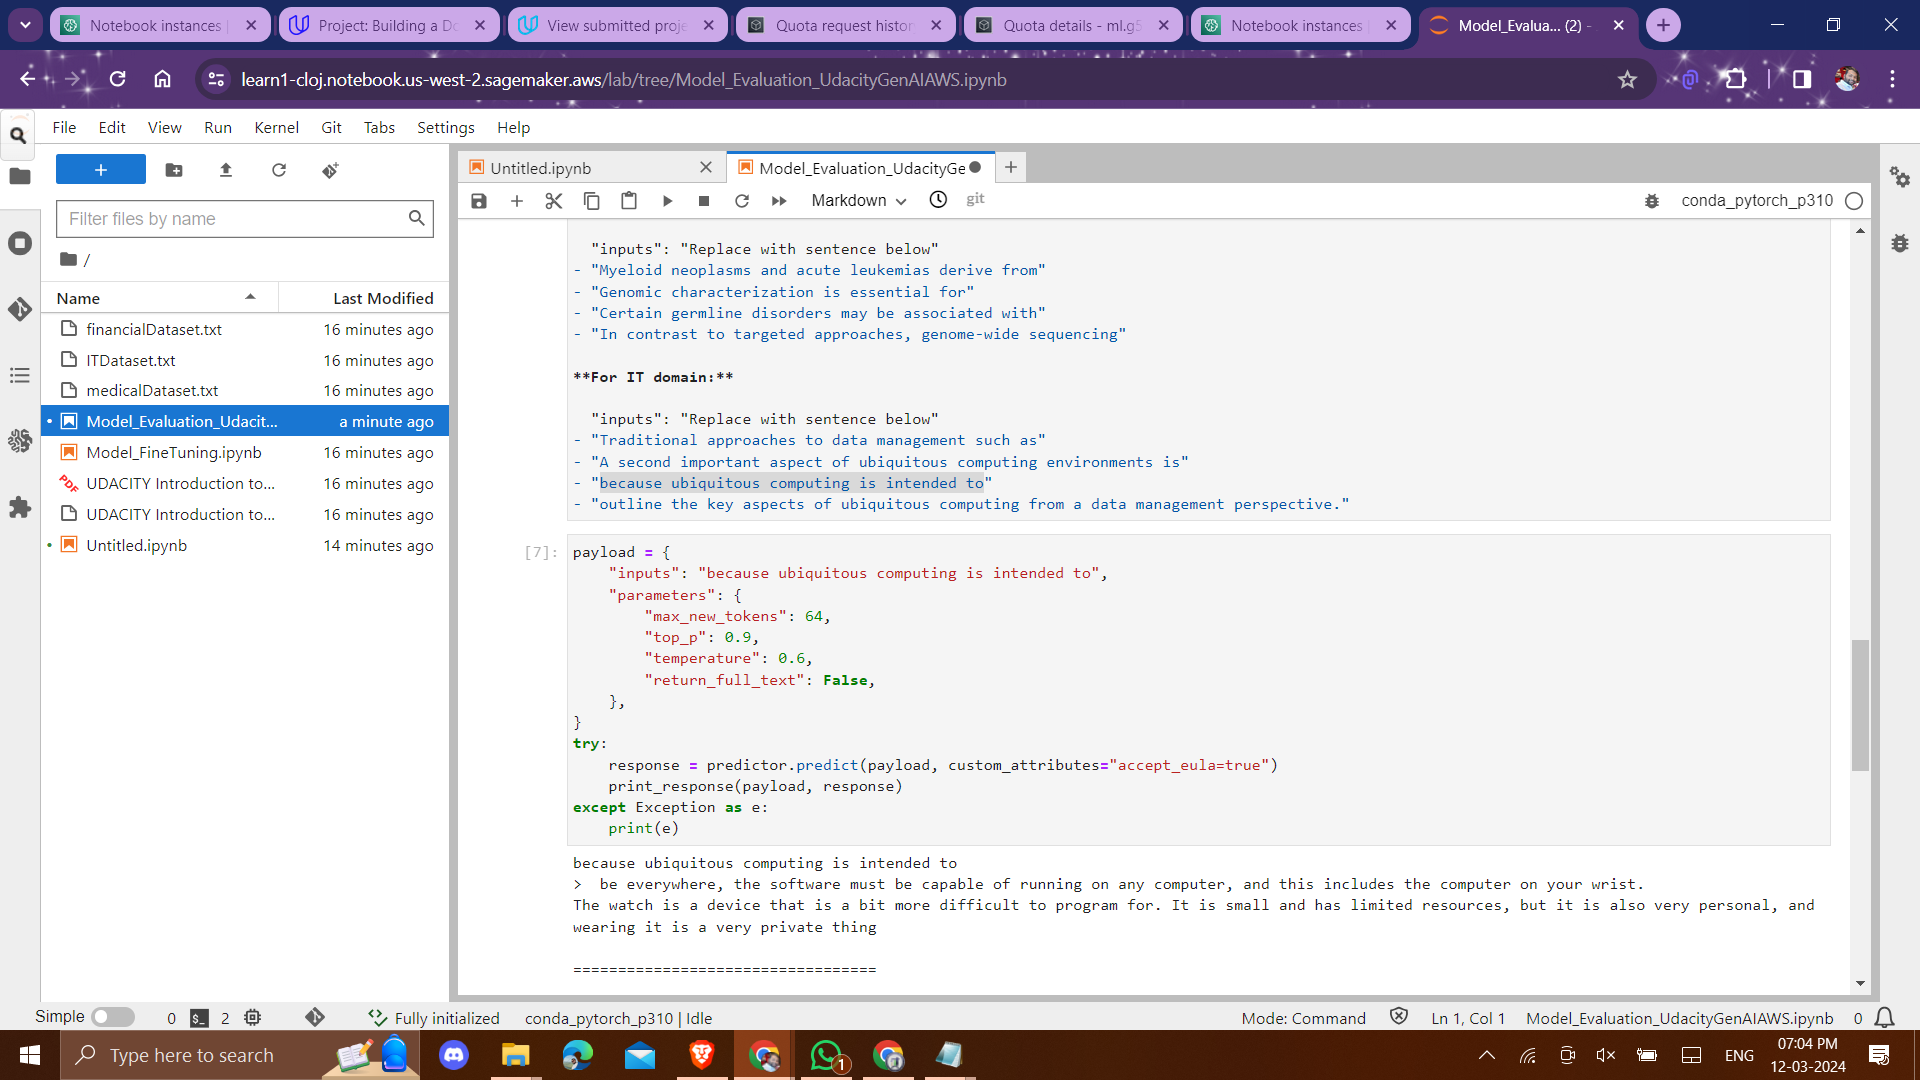 Notebook instances
Project: Building a Do
View submitted proje
Quota request histor
Quota details - ml.g5
Notebook instances
Model_Evalua... (2) -
learn1-cloj.notebook.us-west-2.sagemaker.aws/lab/tree/Model_Evaluation_UdacityGenAIAWS.ipynb
File Edit View Run Kernel Git Tabs Settings Help
Untitled.ipynb
Model_Evaluation_UdacityGe
Markdown
git
conda_pytorch_p310
Filter files by name
/
Name Last Modified
financialDataset.txt 16 minutes ago
ITDataset.txt 16 minutes ago
medicalDataset.txt 16 minutes ago
Model_Evaluation_Udacit... a minute ago
Model_FineTuning.ipynb 16 minutes ago
PDF UDACITY Introduction to... 16 minutes ago
UDACITY Introduction to... 16 minutes ago
Untitled.ipynb 14 minutes ago
"inputs": "Replace with sentence below"
- "Myeloid neoplasms and acute leukemias derive from"
- "Genomic characterization is essential for"
- "Certain germline disorders may be associated with"
- "In contrast to targeted approaches, genome-wide sequencing"
**For IT domain:**
"inputs": "Replace with sentence below"
- "Traditional approaches to data management such as"
- "A second important aspect of ubiquitous computing environments is"
- "because ubiquitous computing is intended to"
- "outline the key aspects of ubiquitous computing from a data management perspective."
[7]: payload = {
"inputs": "because ubiquitous computing is intended to",
"parameters": {
"max_new_tokens": 64,
"top_p": 0.9,
"temperature": 0.6,
"return_full_text": False,
},
}
try:
response = predictor.predict(payload, custom_attributes="accept_eula=true")
print_response(payload, response)
except Exception as e:
print(e)
because ubiquitous computing is intended to
> be everywhere, the software must be capable of running on any computer, and this includes the computer on your wrist.
The watch is a device that is a bit more difficult to program for. It is small and has limited resources, but it is also very personal, and
wearing it is a very private thing
==================================
Simple 0 $_ 2 Fully initialized conda_pytorch_p310 | Idle Mode: Command Ln 1, Col 1 Model_Evaluation_UdacityGenAIAWS.ipynb 0
Type here to search
1
ENG
07:04 PM
12-03-2024